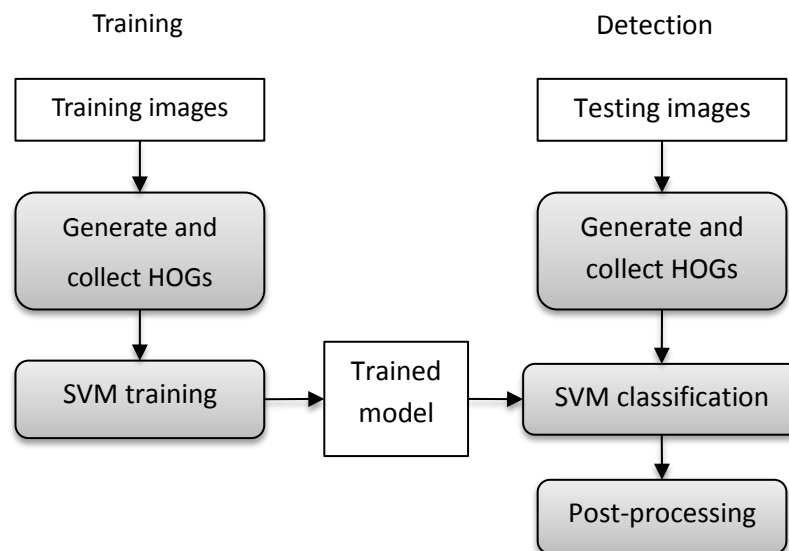 Training
Training images
Generate and
collect HOGs
SVM training
Trained
model
Detection
Testing images
Generate and
collect HOGs
SVM classification
Post-processing